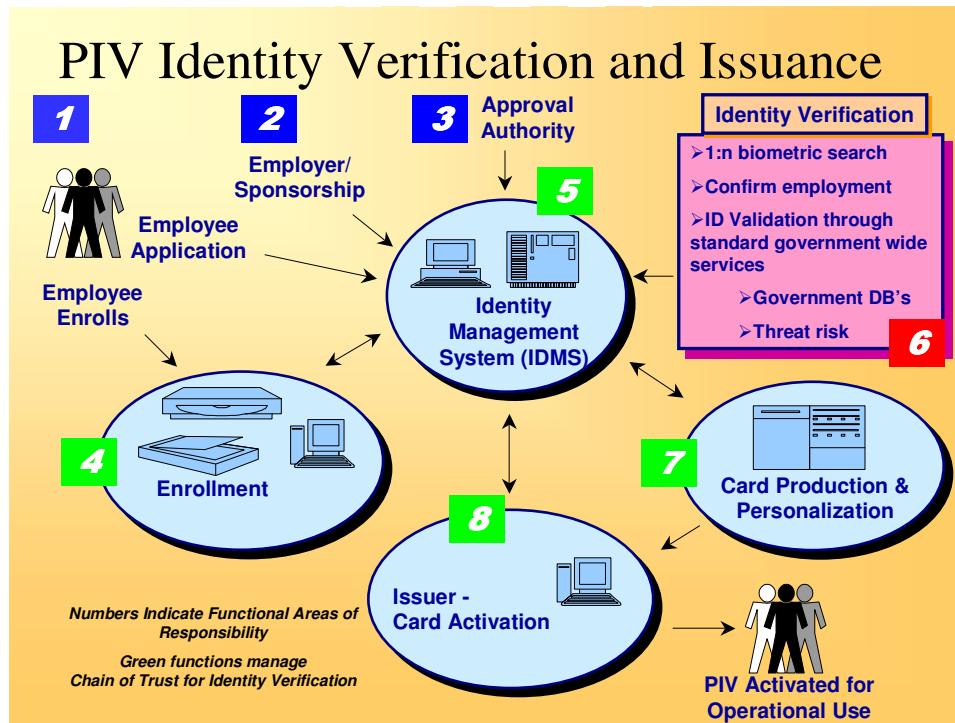 PIV Identity Verification and Issuance
1
2
3
Approval
Authority
Employer/
Sponsorship
Employee
Application
Employee
Enrolls
5
Identity
Management
System (IDMS)
Identity Verification
➢1:n biometric search
➢Confirm employment
➢ID Validation through
standard government wide
services
➢Government DB's
➢Threat risk
6
4
Enrollment
7
Card Production &
Personalization
8
Issuer -
Card Activation
Numbers Indicate Functional Areas of
Responsibility
Green functions manage
Chain of Trust for Identity Verification
PIV Activated for
Operational Use